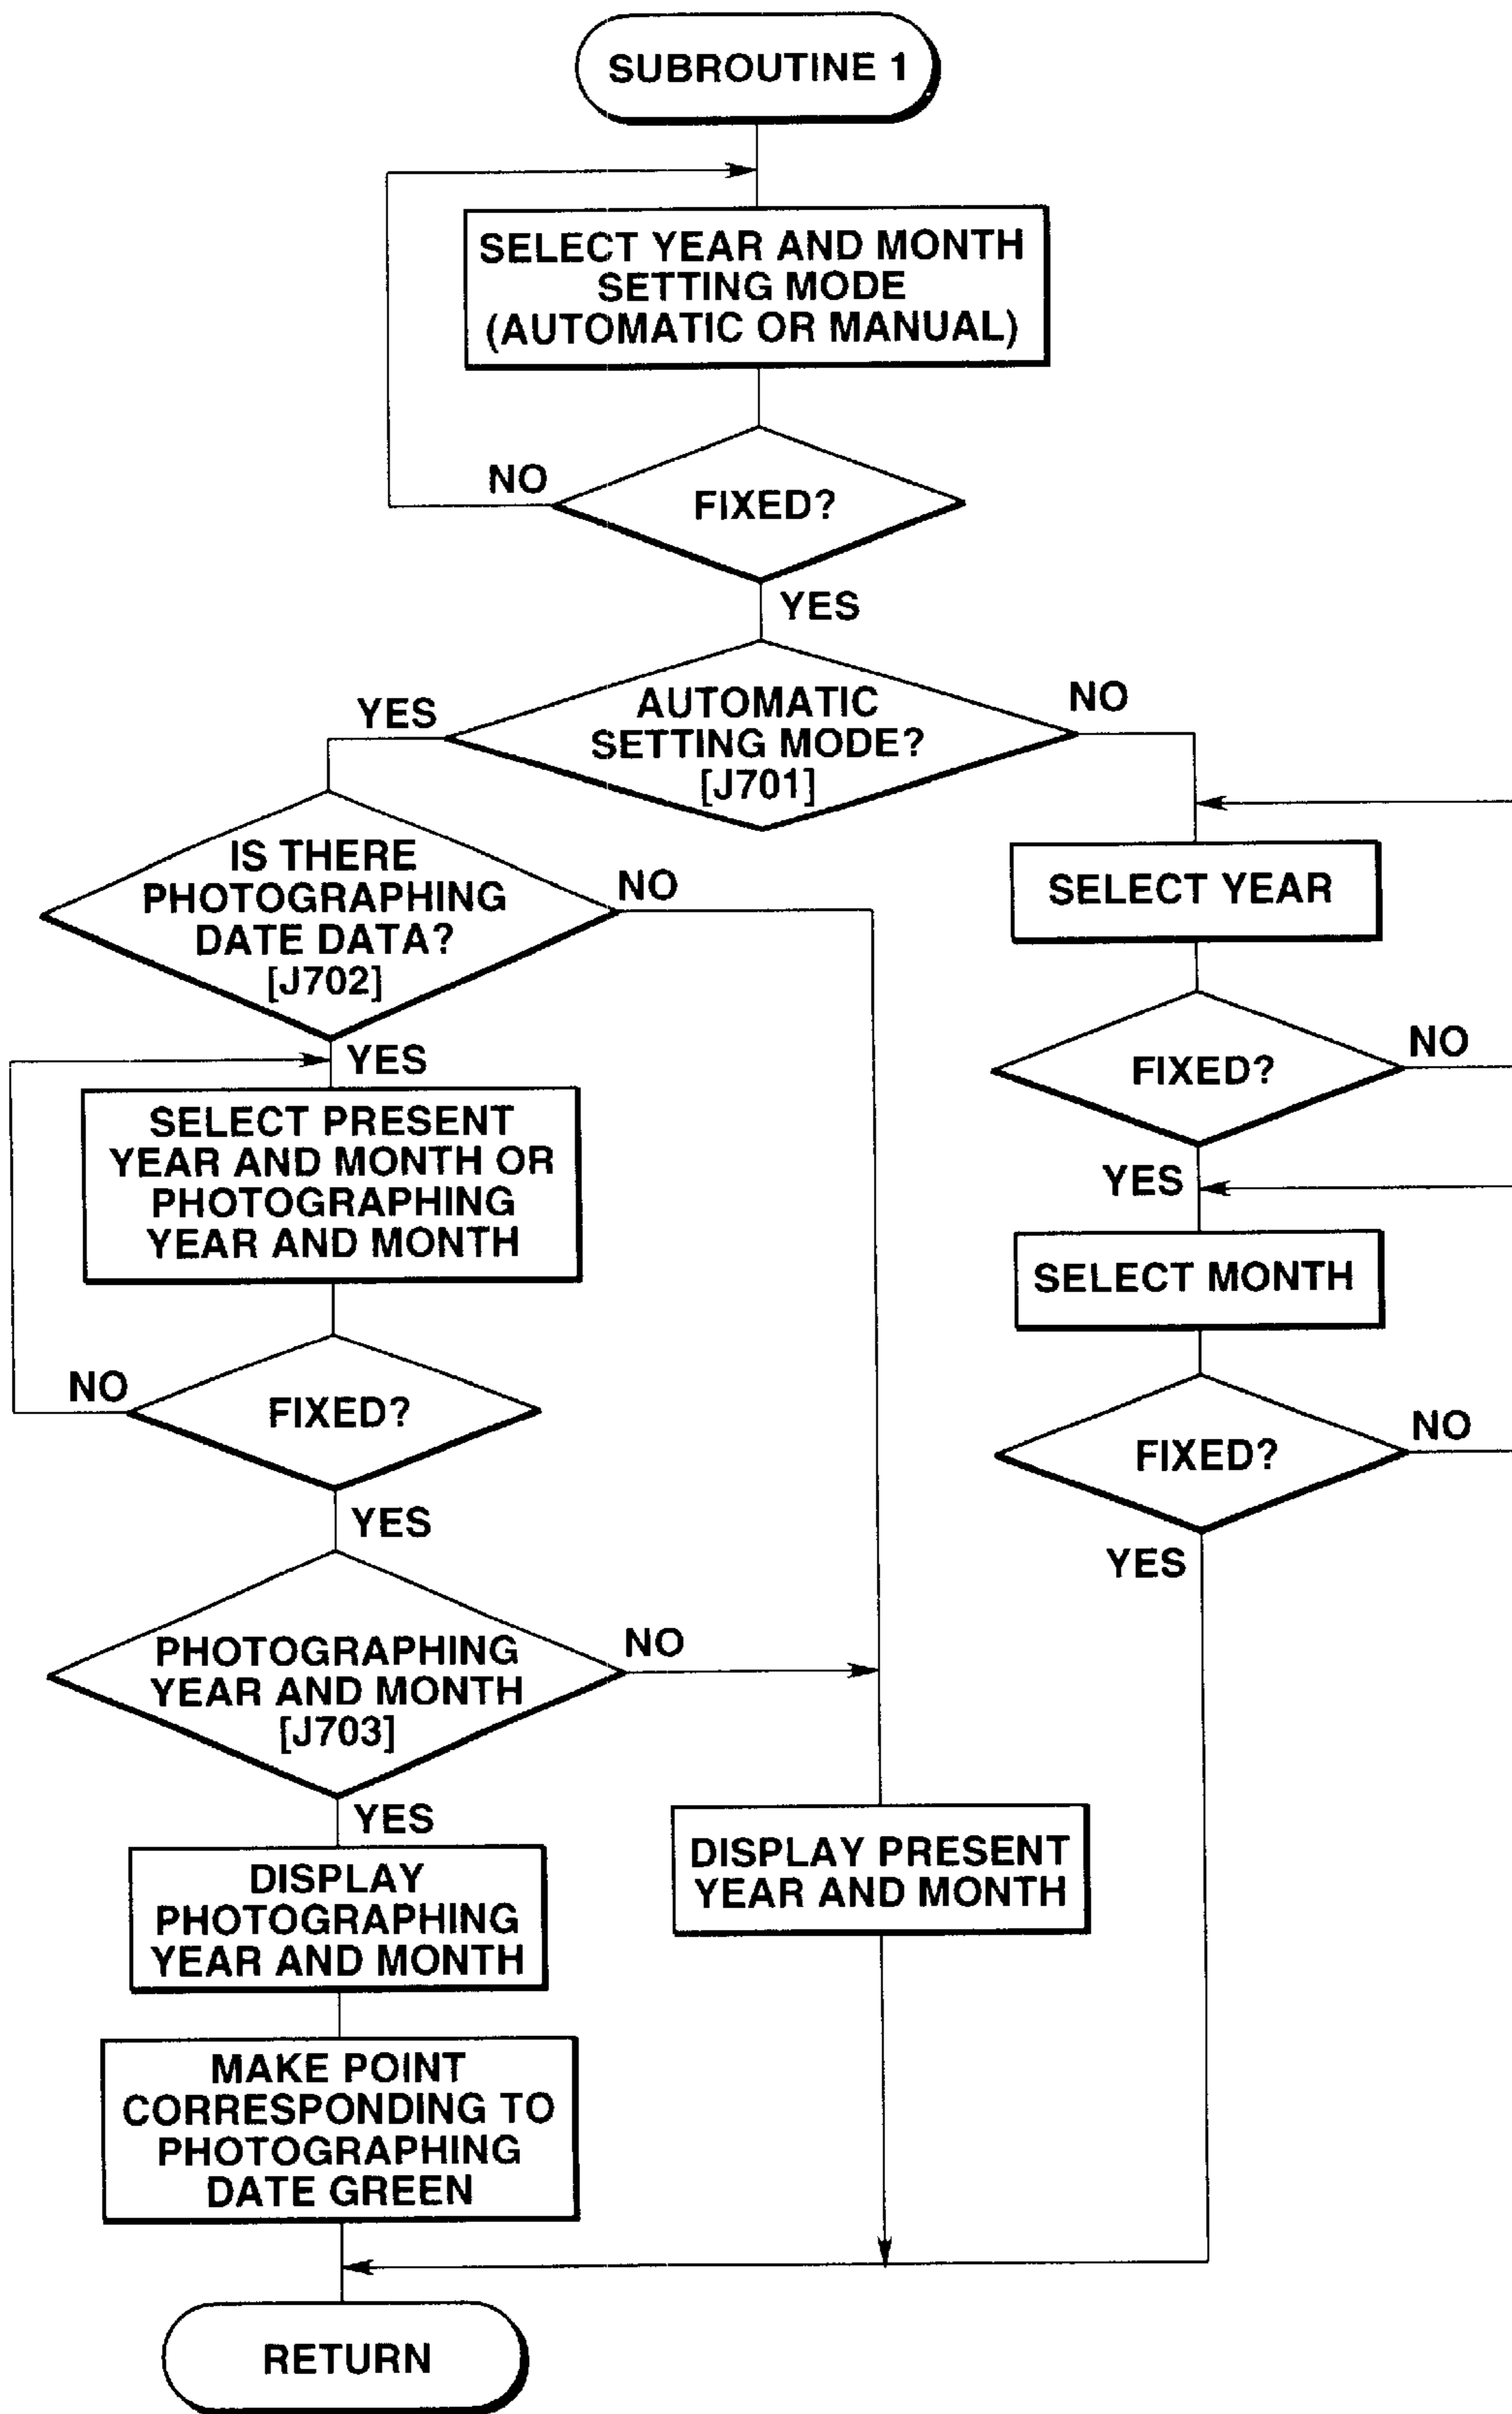 SUBROUTINE 1
SELECT YEAR AND MONTH
SETTING MODE
(AUTOMATIC OR MANUAL)
NO
FIXED?
YES
AUTOMATIC
SETTING MODE?
[J701]
YES
NO
IS THERE
PHOTOGRAPHING
DATE DATA?
[J702]
NO
YES
SELECT PRESENT
YEAR AND MONTH OR
PHOTOGRAPHING
YEAR AND MONTH
NO
FIXED?
YES
PHOTOGRAPHING
YEAR AND MONTH
[J703]
NO
YES
DISPLAY
PHOTOGRAPHING
YEAR AND MONTH
MAKE POINT
CORRESPONDING TO
PHOTOGRAPHING
DATE GREEN
DISPLAY PRESENT
YEAR AND MONTH
SELECT YEAR
FIXED?
NO
YES
SELECT MONTH
FIXED?
NO
YES
RETURN